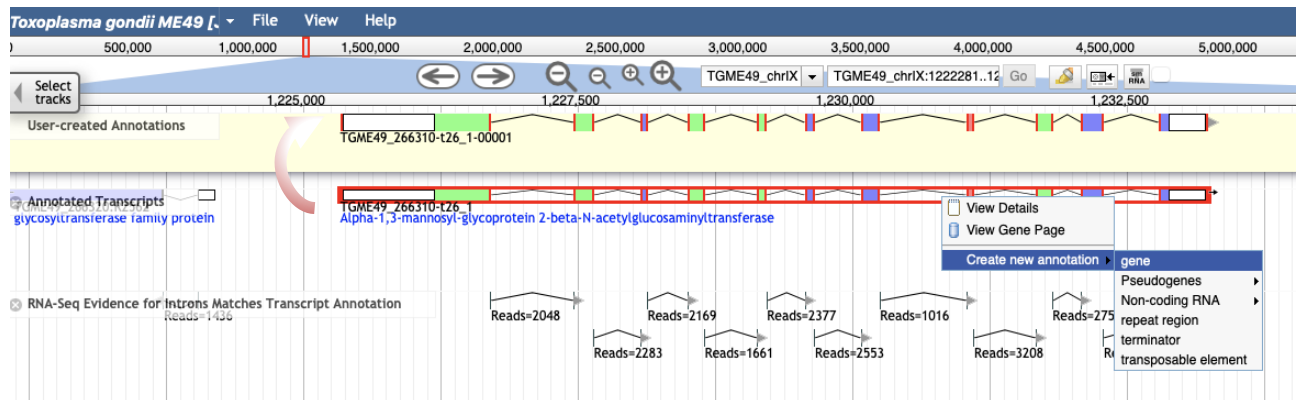 Toxoplasma gondii ME49 [. File View Help
500,000 1,000,000 1,500,000 2,000,000 2,500,000 3,000,000 3,500,000 4,000,000 4,500,000 5,000,000
TGME49_chrIX TGME49_chrIX:1222281..12 Go
Select
tracks
1,225,000 1,227,500 1,230,000 1,232,500
User-created Annotations
TGME49_266310-t26_1-00001
Annotated Transcripts
TGME49_266310-t26_1
glycosyltransferase family protein Alpha-1,3-mannosyl-glycoprotein 2-beta-N-acetylglucosaminyltransferase
View Details
View Gene Page
Create new annotation gene
Pseudogenes
Non-coding RNA
repeat region
terminator
transposable element
RNA-Seq Evidence for Introns Matches Transcript Annotation
Reads=1436 Reads=2048 Reads=2169 Reads=2377 Reads=1016 Reads=275
Reads=2283 Reads=1661 Reads=2553 Reads=3208